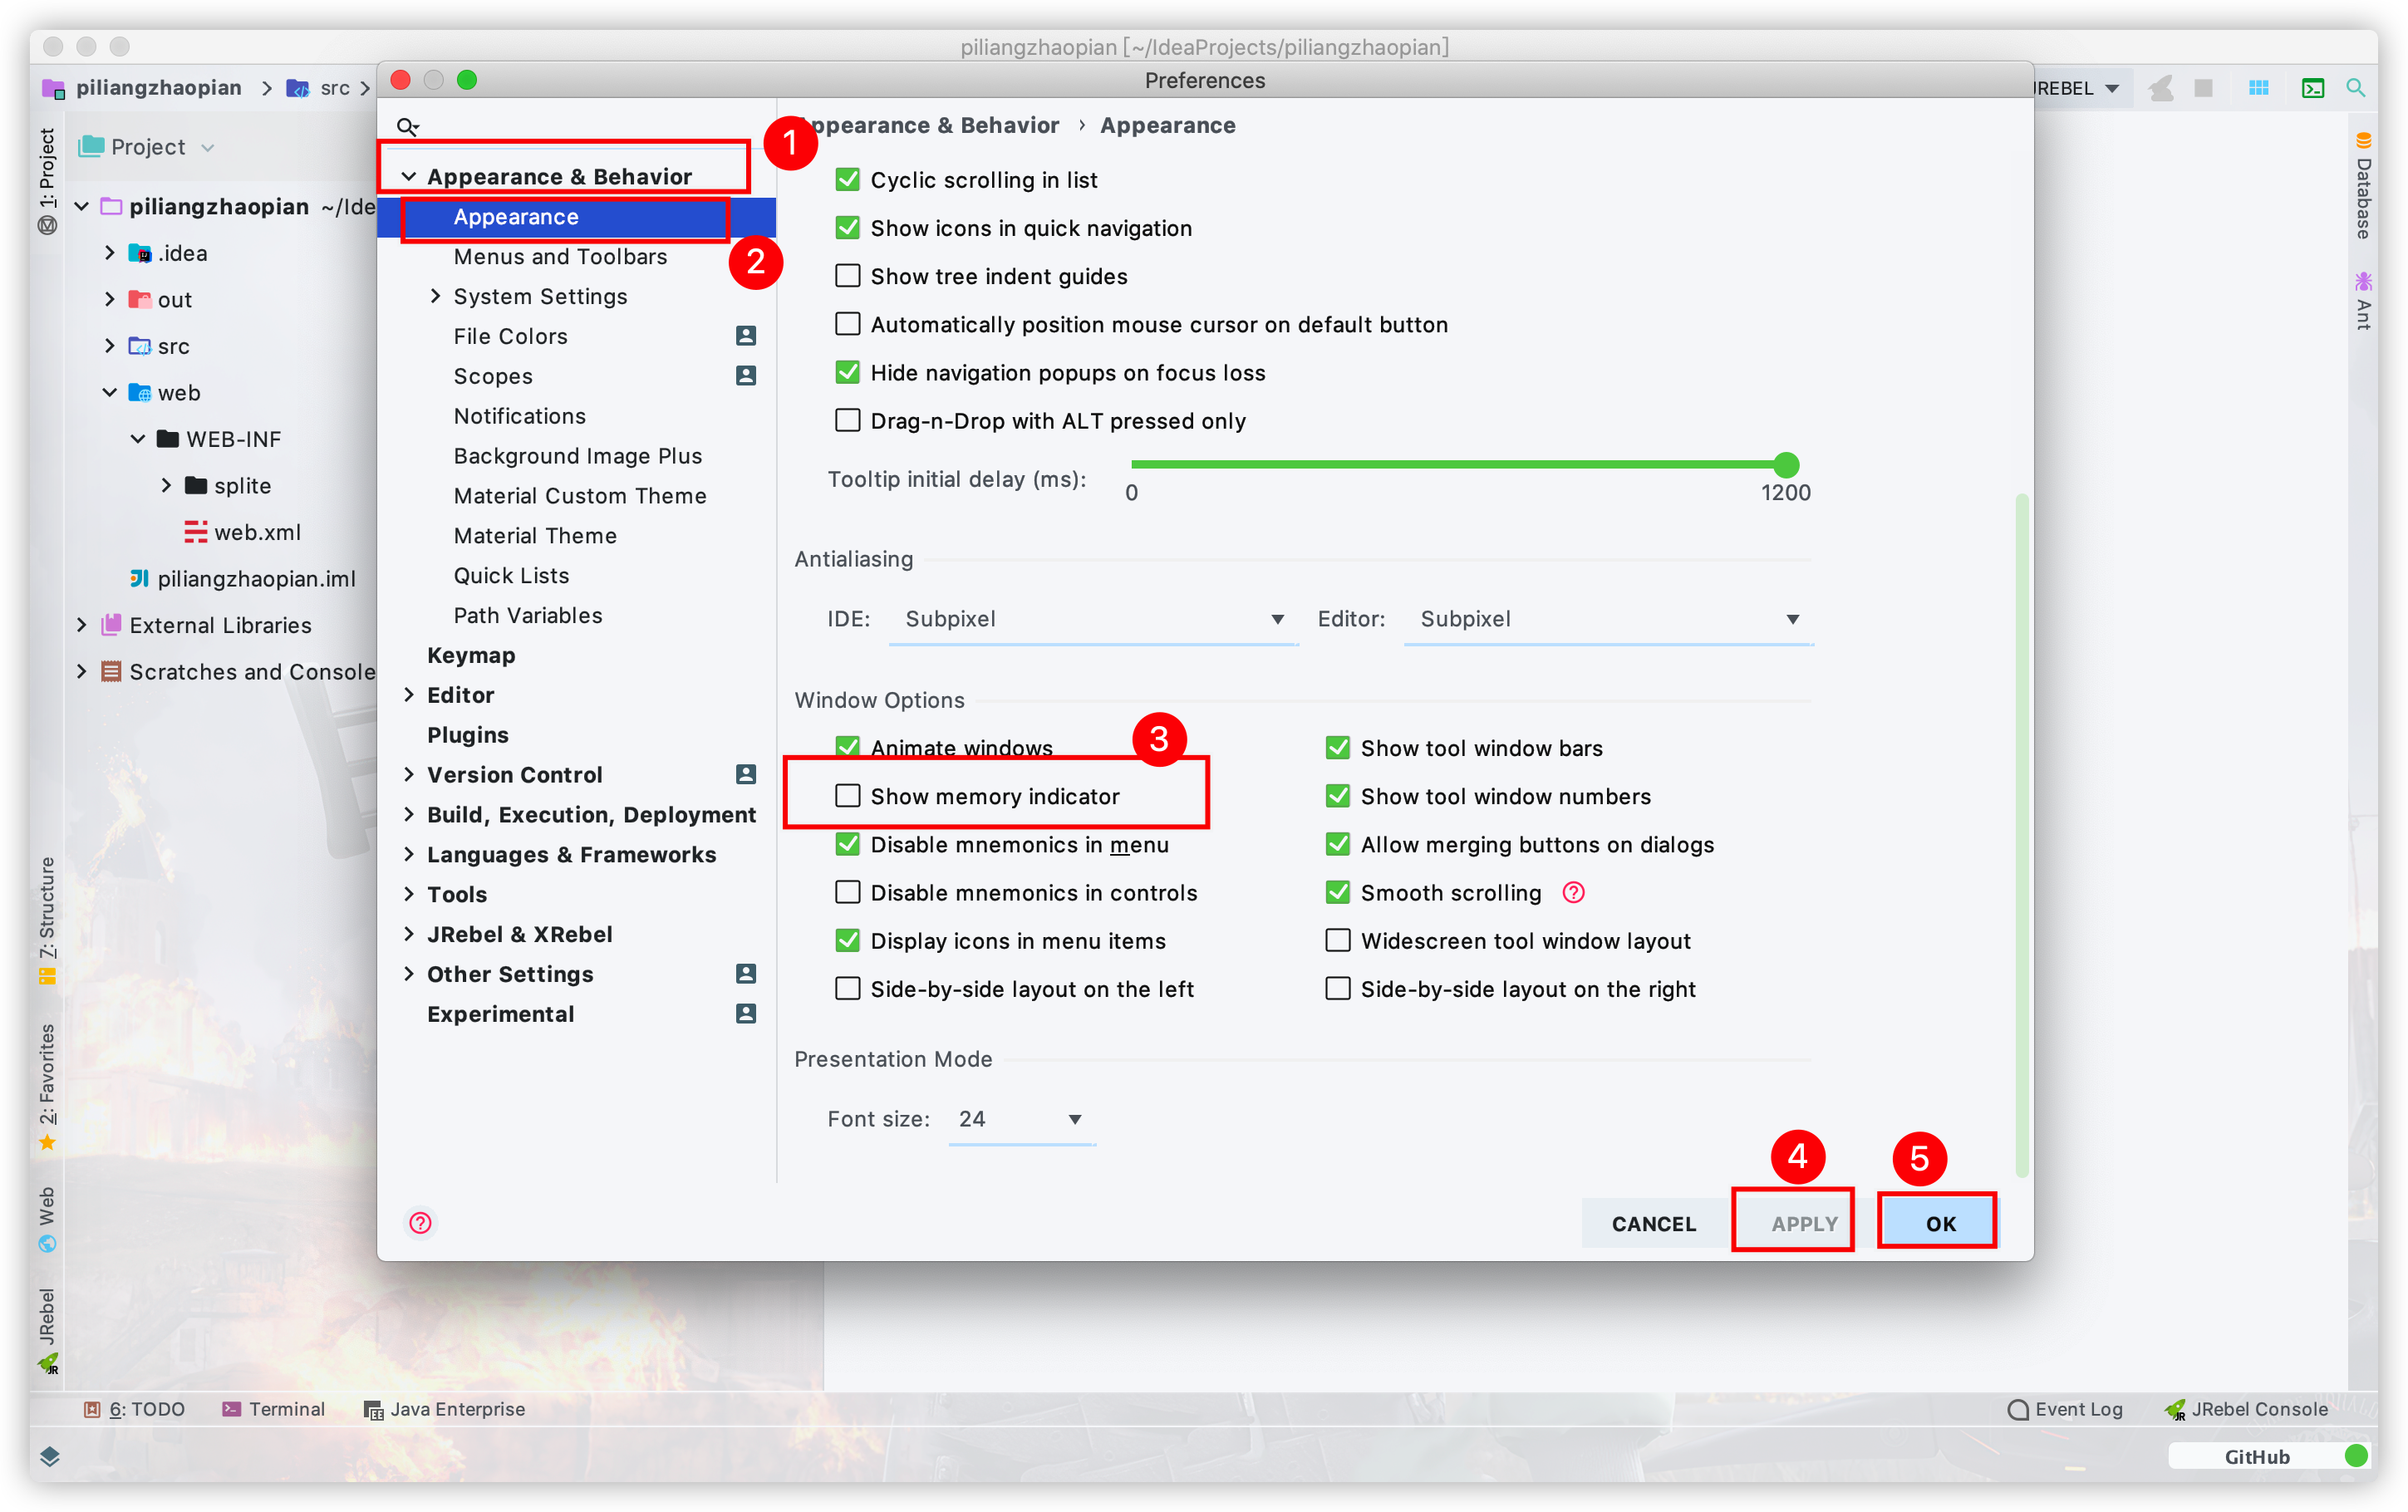 piliangzhaopian [~/IdeaProjects/piliangzhaopian]
piliangzhaopian
src
Preferences
JREBEL
1: Project
Project
piliangzhaopian ~/Ide
.idea
out
src
web
WEB-INF
splite
web.xml
piliangzhaopian.iml
External Libraries
Scratches and Console
7: Structure
2: Favorites
Web
JRebel
Appearance & Behavior
1
Appearance
2
Menus and Toolbars
System Settings
File Colors
Scopes
Notifications
Background Image Plus
Material Custom Theme
Material Theme
Quick Lists
Path Variables
Keymap
Editor
Plugins
Version Control
Build, Execution, Deployment
Languages & Frameworks
Tools
JRebel & XRebel
Other Settings
Experimental
Appearance & Behavior › Appearance
Cyclic scrolling in list
Show icons in quick navigation
Show tree indent guides
Automatically position mouse cursor on default button
Hide navigation popups on focus loss
Drag-n-Drop with ALT pressed only
Tooltip initial delay (ms):
0
1200
Antialiasing
IDE: Subpixel
Editor: Subpixel
Window Options
Animate windows
3
Show memory indicator
Disable mnemonics in menu
Disable mnemonics in controls
Display icons in menu items
Side-by-side layout on the left
Show tool window bars
Show tool window numbers
Allow merging buttons on dialogs
Smooth scrolling ?
Widescreen tool window layout
Side-by-side layout on the right
Presentation Mode
Font size: 24
4
5
?
CANCEL
APPLY
OK
Database
Ant
6: TODO
Terminal
Java Enterprise
Event Log
JRebel Console
GitHub